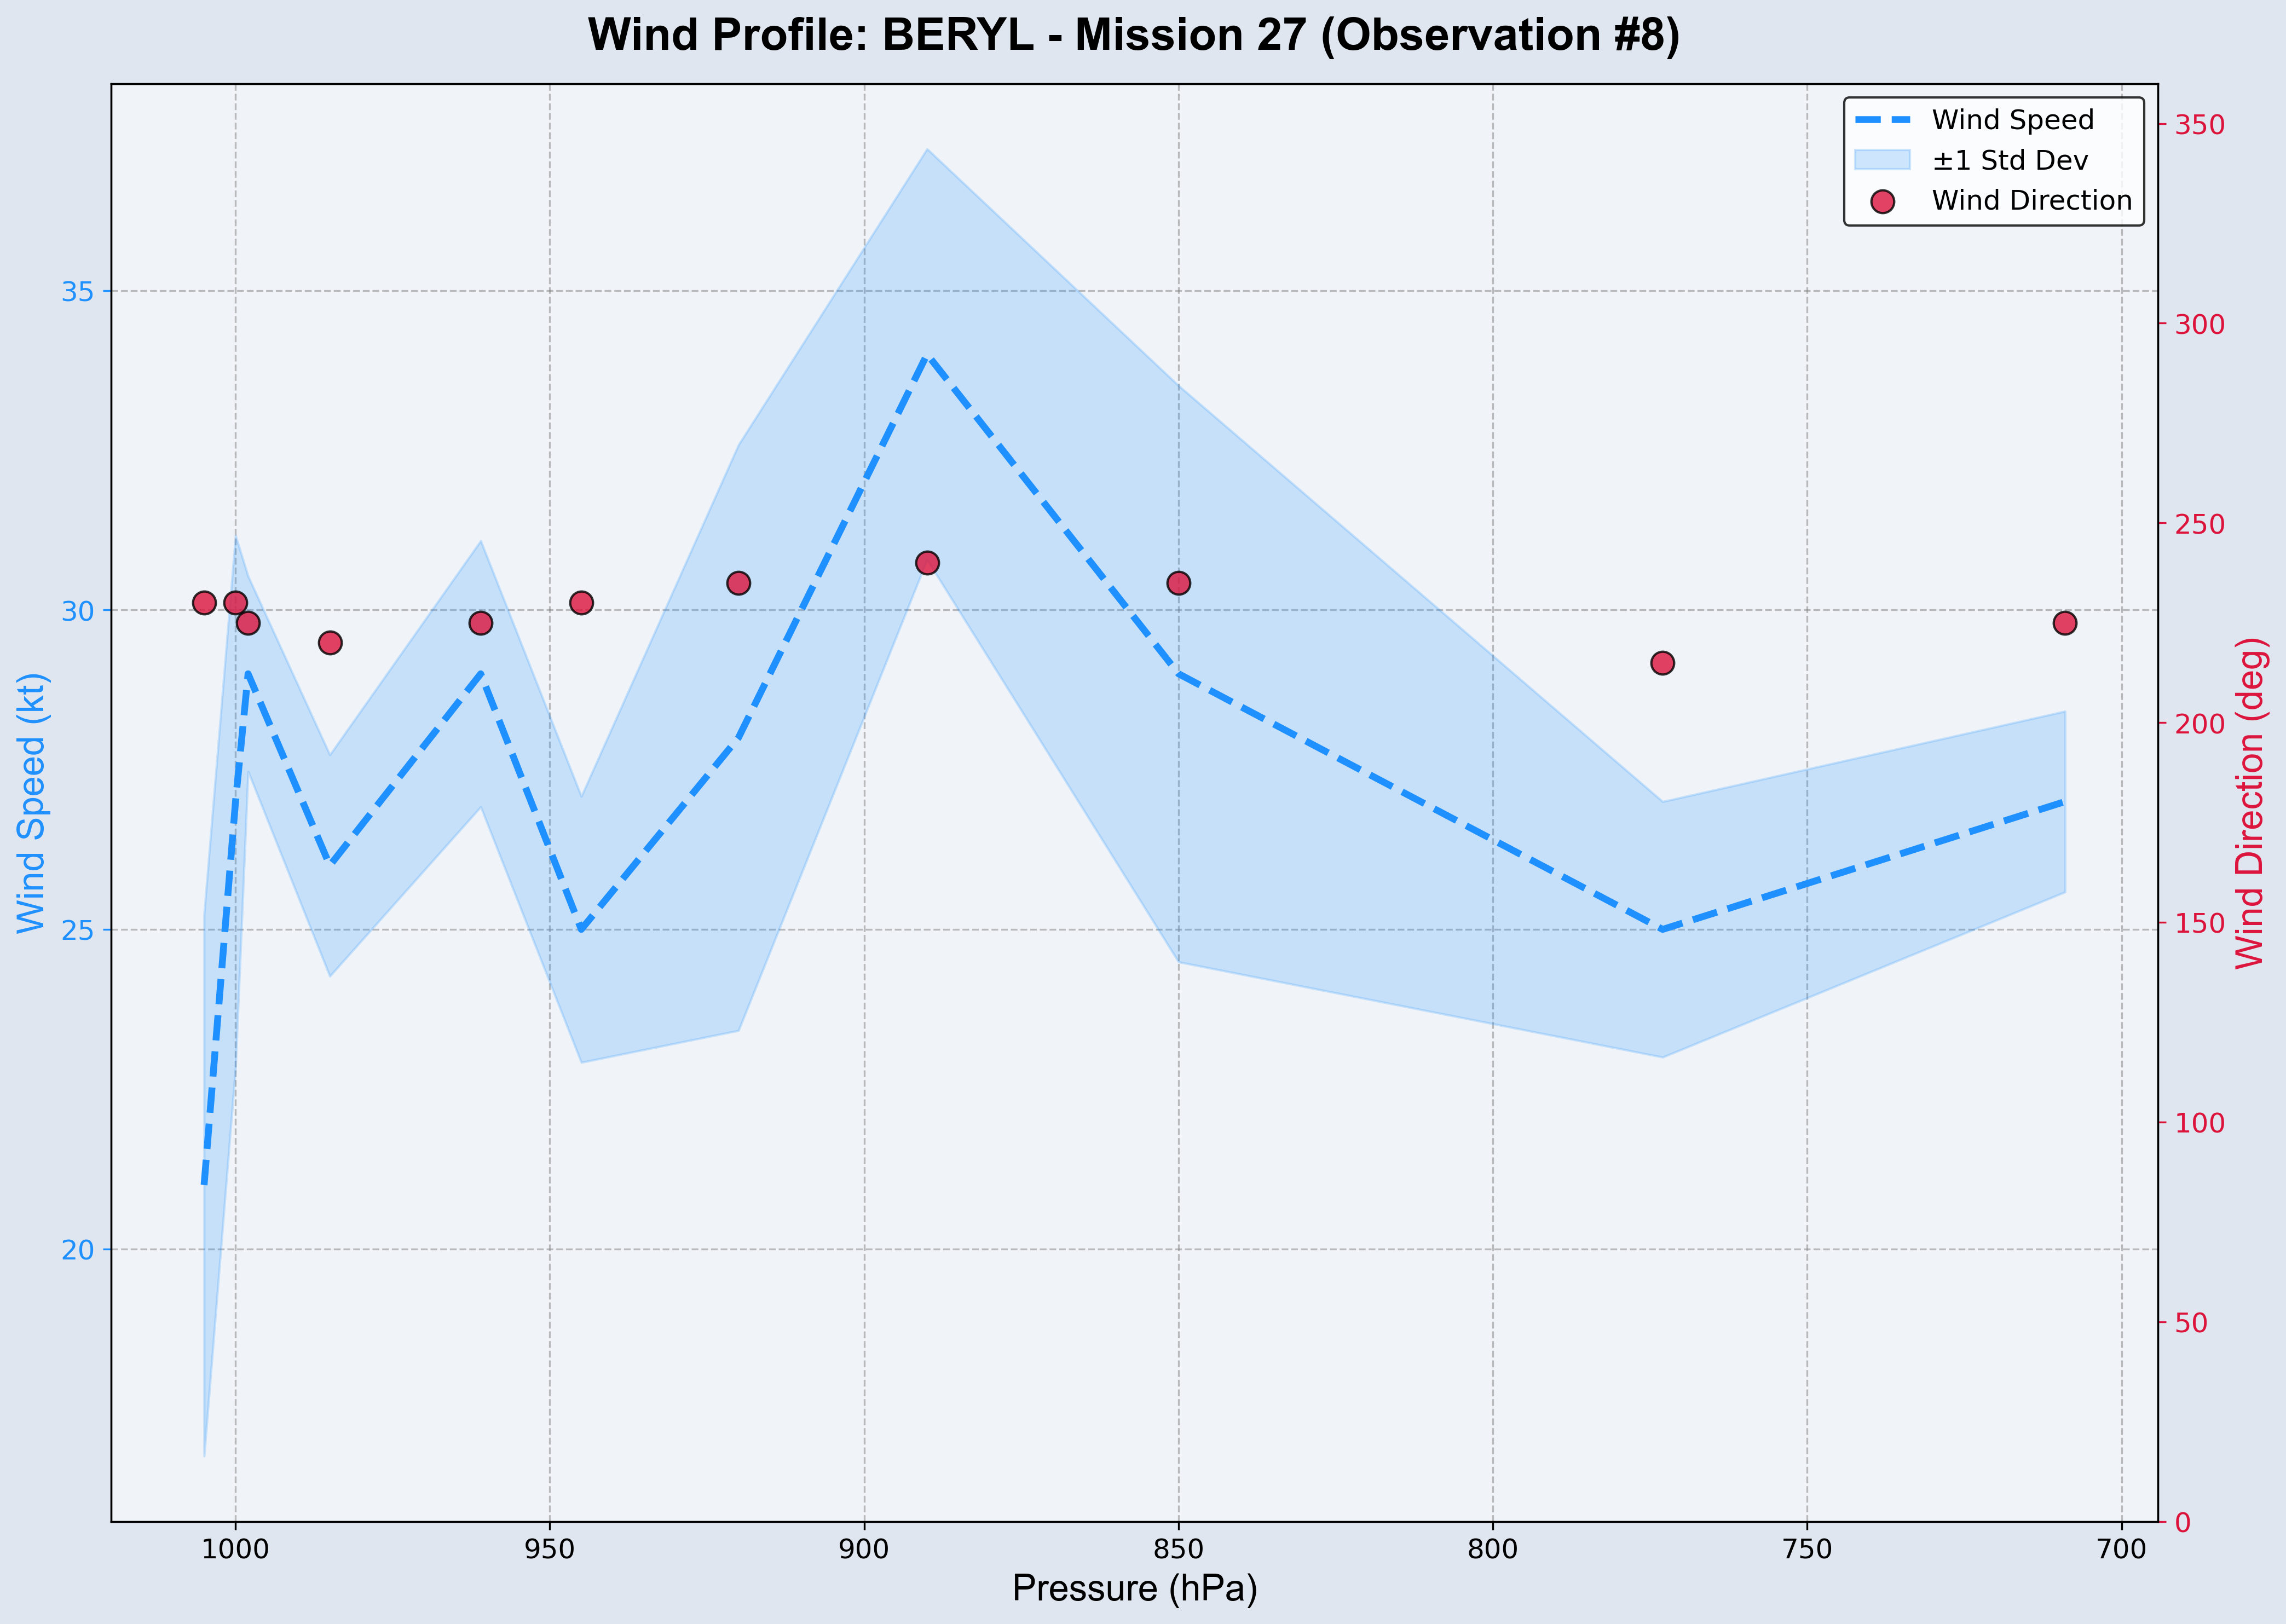 Wind Profile: BERYL - Mission 27 (Observation #8)
Wind Speed
±1 Std Dev
Wind Direction
Wind Speed (kt)
35
30
25
20
350
300
250
200
150
100
50
0
Wind Direction (deg)
1000 950 900 850 800 750 700
Pressure (hPa)